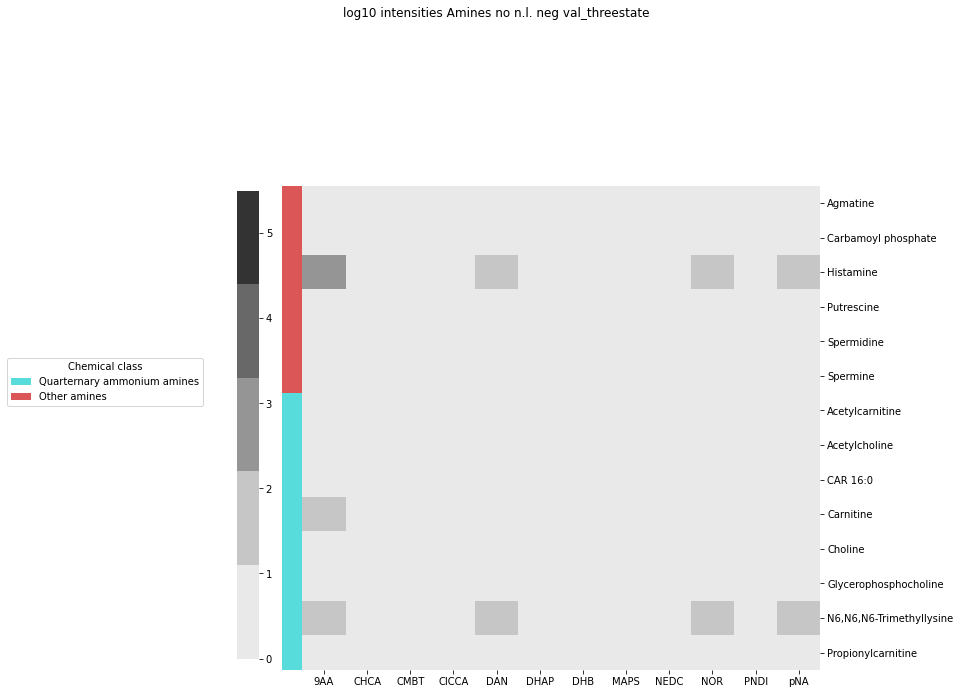 log10 intensities Amines no n.l. neg val_threestate
Chemical class
Quarternary ammonium amines
Other amines
5
4
3
2
1
0
Agmatine
Carbamoyl phosphate
Histamine
Putrescine
Spermidine
Spermine
Acetylcarnitine
Acetylcholine
CAR 16:0
Carnitine
Choline
Glycerophosphocholine
N6,N6,N6-Trimethyllysine
Propionylcarnitine
9AA CHCA CMBT ClCCA DAN DHAP DHB MAPS NEDC NOR PNDI pNA